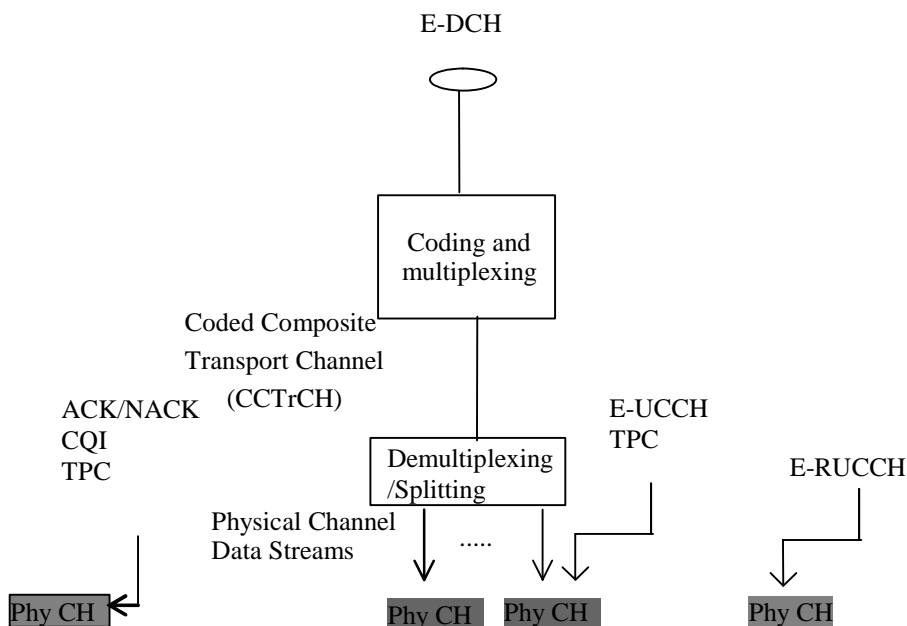 E-DCH
Coding and
multiplexing
Coded Composite
Transport Channel
(CCTrCH)
ACK/NACK
CQI
TPC
E-UCCH
TPC
E-RUCCH
Demultiplexing
/Splitting
Physical Channel
Data Streams
.....
Phy CH
Phy CH
Phy CH
Phy CH